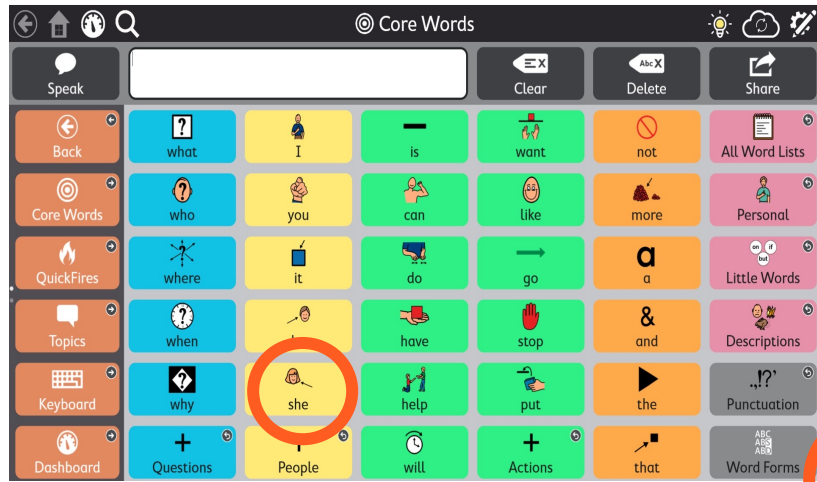 Core Words
Speak
Clear
Abc
Delete
Share
Back
what
I
is
want
not
All Word Lists
Core Words
who
you
can
like
more
Personal
QuickFires
where
it
do
go
a
a
on if
but
Little Words
Topics
when
have
stop
&
and
Descriptions
Keyboard
why
she
help
put
the
.,!?’
Punctuation
Dashboard
+
Questions
People
will
+
Actions
that
ABC
ABS
ABD
Word Forms